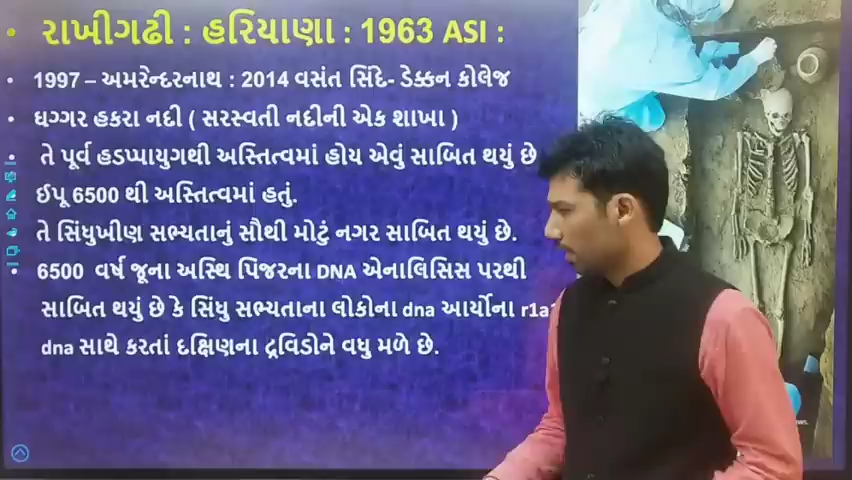 રાખીગઢી : હરિયાણા : 1963 ASI :
1997 – અમરેન્દરનાથ : 2014 વસંત સિંદે- ડેક્કન કોલેજ
ઘગ્ગર હકરા નદી ( સરસ્વતી નદીની એક શાખા )
તે પૂર્વ હડપ્પાયુગથી અસ્તિત્વમાં હોય એવું સાબિત થયું છે
ઈપૂ 6500 થી અસ્તિત્વમાં હતું.
તે સિંધુખીણ સભ્યતાનું સૌથી મોટું નગર સાબિત થયું છે.
6500 વર્ષ જૂના અસ્થિ પિંજરના DNA એનાલિસિસ પરથી
સાબિત થયું છે કે સિંધુ સભ્યતાના લોકોના dna આર્યોના r1a1
dna સાથે કરતાં દક્ષિણના દ્રવિડોને વધુ મળે છે.